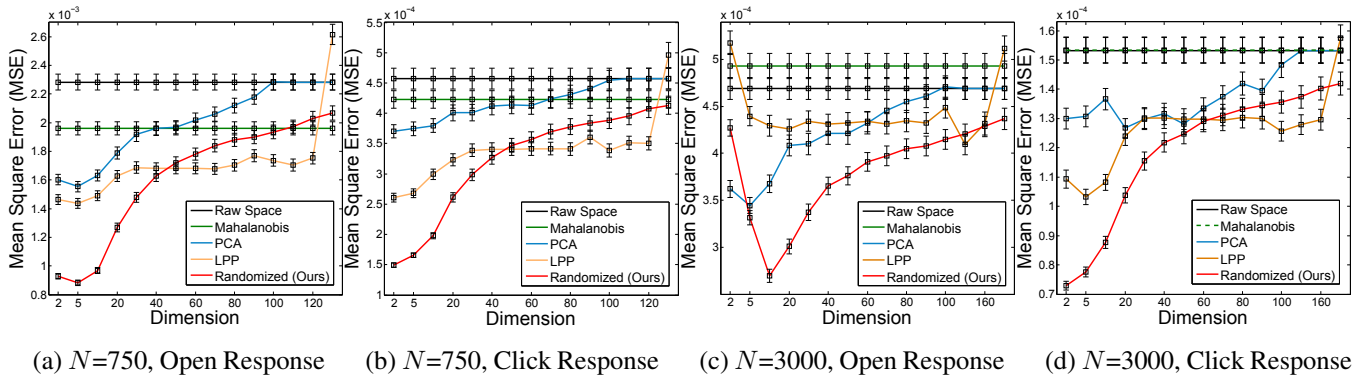 x 10⁻³
Mean Square Error (MSE)
2.6
2.4
2.2
2
1.8
1.6
1.4
1.2
1
0.8
Raw Space
Mahalanobis
PCA
LPP
Randomized (Ours)
2 5 20 40 60 80 100 120
Dimension
(a) N=750, Open Response
x 10⁻⁴
Mean Square Error (MSE)
5.5
5
4.5
4
3.5
3
2.5
2
1.5
1
Raw Space
Mahalanobis
PCA
LPP
Randomized (Ours)
2 5 20 40 60 80 100 120
Dimension
(b) N=750, Click Response
x 10⁻⁴
Mean Square Error (MSE)
5
4
4
3
Raw Space
Mahalanobis
PCA
LPP
Randomized (Ours)
2 5 20 40 60 80 100 160
Dimension
(c) N=3000, Open Response
x 10⁻⁴
Mean Square Error (MSE)
1.6
1.5
1.4
1.3
1.2
1.1
1
0.9
0.8
0.7
Raw Space
Mahalanobis
PCA
LPP
Randomized (Ours)
2 5 20 40 60 80 100 160
Dimension
(d) N=3000, Click Response